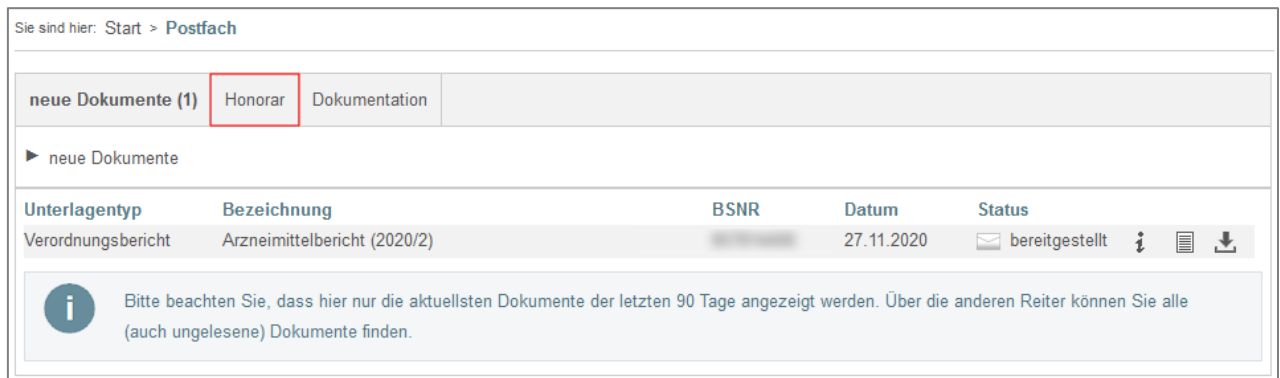 Sie sind hier: Start > Postfach
neue Dokumente (1) Honorar Dokumentation
neue Dokumente
Unterlagentyp Bezeichnung BSNR Datum Status
Verordnungsbericht Arzneimittelbericht (2020/2) 27.11.2020 bereitgestellt i
i
Bitte beachten Sie, dass hier nur die aktuellsten Dokumente der letzten 90 Tage angezeigt werden. Über die anderen Reiter können Sie alle
(auch ungelesene) Dokumente finden.